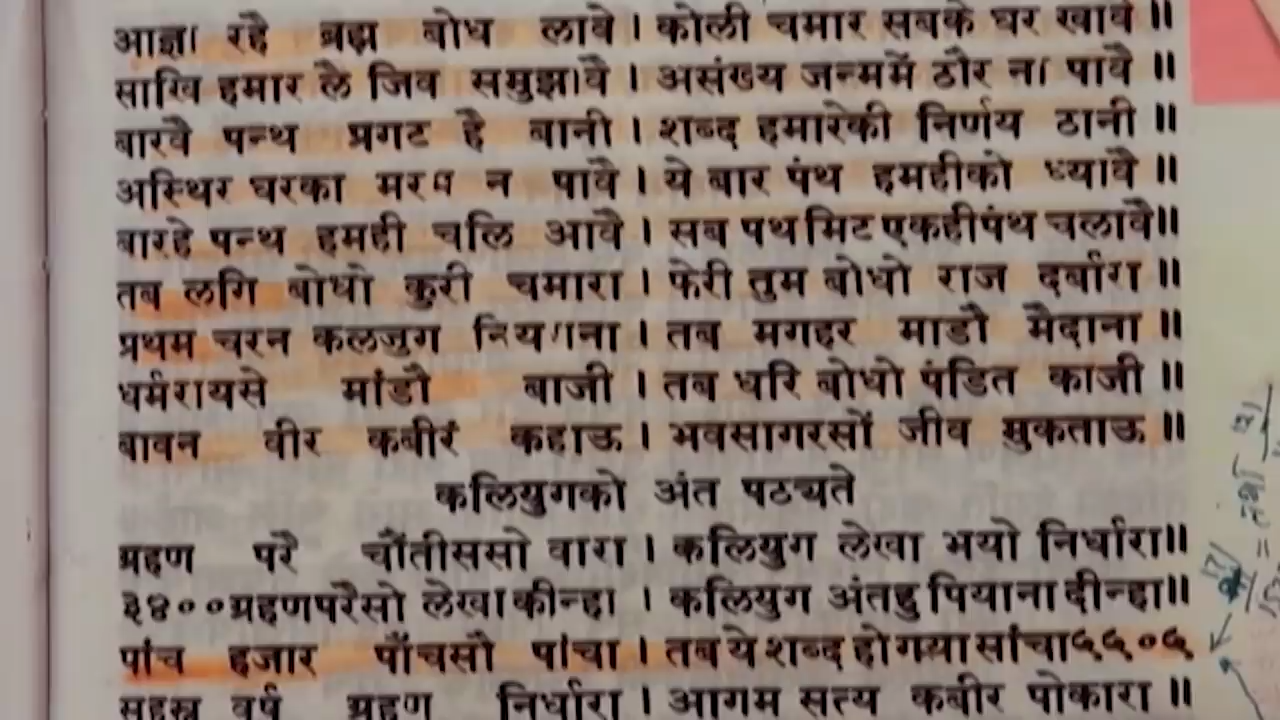 आज्ञा रहै ब्रह्म बोध लावे । कोली चमार सबके घर खावे ॥
साखि हमार लै जिव समुझावै । असंख्य जन्ममें ठौर ना पावै ॥
बारवै पन्थ प्रगट है बानी । शब्द हमारेकी निर्णय ठानी ॥
अस्थिर घरका मरम न पावै । ये बार पंथ हमहीको ध्यावै ॥
बारहे पन्थ हमही चलि आवै । सब पथ मिट एकहीपंथ चलावै॥
तब लगि बोधो कुरी चमारा । फेरी तुम बोधो राज दर्बारा ॥
प्रथम चरन कलजुग नियराना । तब मगहर माडौ मैदाना ॥
धर्मरायसे मांडौ बाजी । तब धरि बोधो पंडित काजी ॥
बावन वीर कबीरं कहाऊ । भवसागरसों जीव मुकताऊ ॥
कलियुगको अंत पठ्यते
ग्रहण परै चौंतीससो वारा । कलियुग लेखा भयो निर्धारा॥
३४००ग्रहणपरैसो लेखाकीन्हा । कलियुग अंतहु पियाना दीन्हा॥
पांच हजार पाँचसौ पांचा । तब ये शब्द हो गया सांचा५५०५
सहस्र वर्ष ग्रहण निर्धारा । आगम सत्य कबीर पोकारा ॥